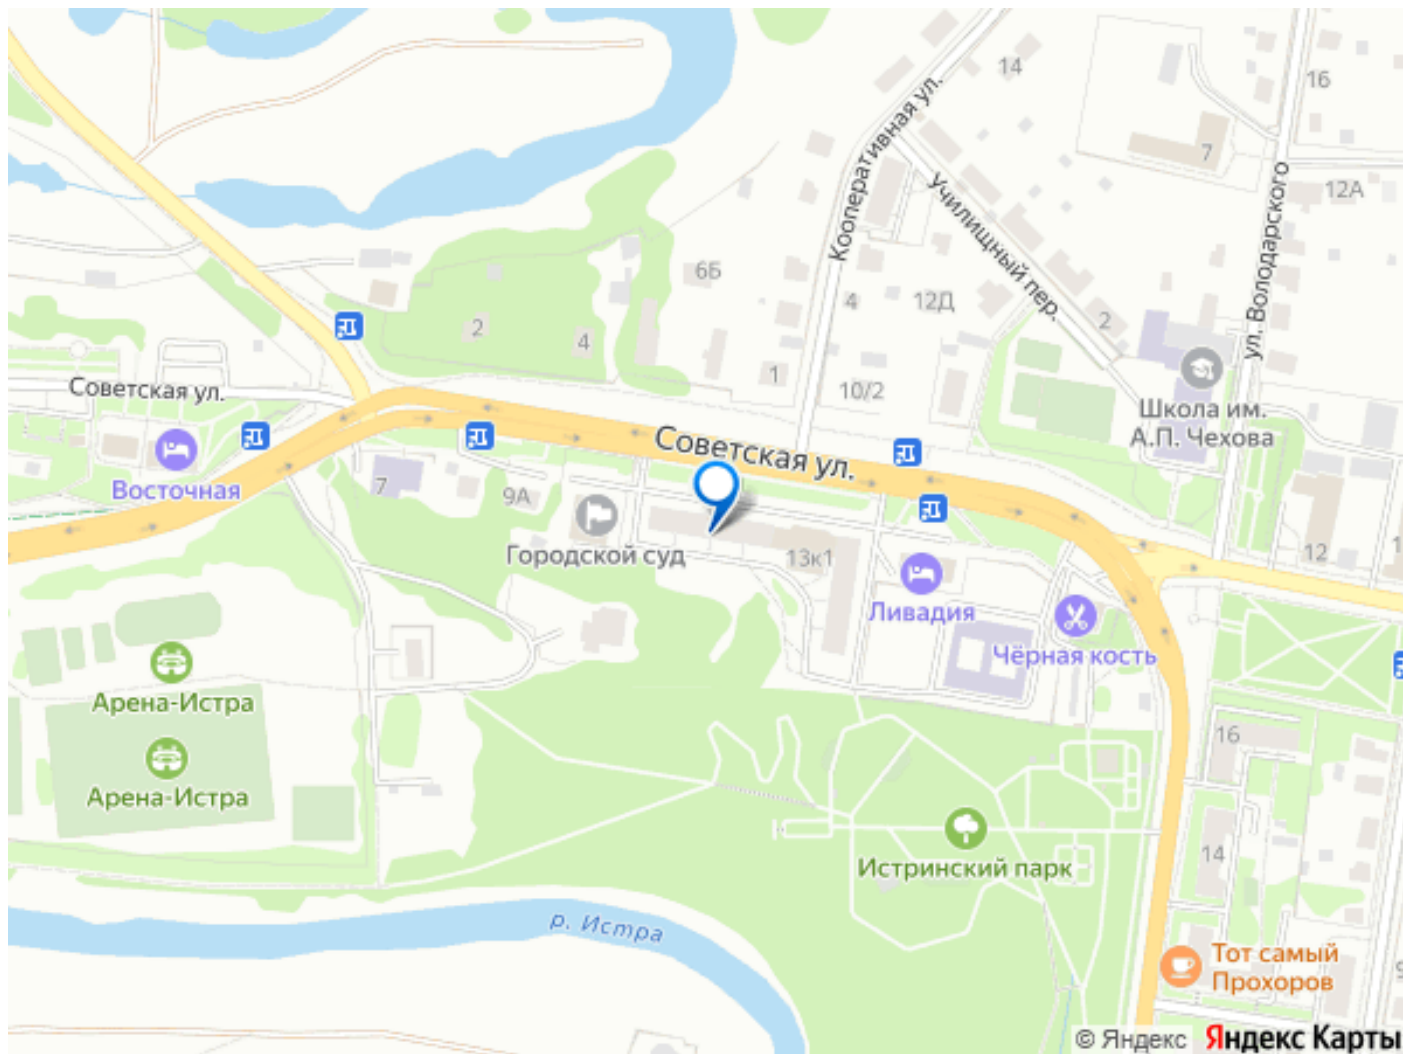 14
16
Кооперативная ул.
7
Училищный пер.
12А
ул. Володарского
6Б
4
12Д
2
2
4
1
10/2
Советская ул.
Школа им.
А.П. Чехова
Советская ул.
Восточная
7
9А
Городской суд
13к1
12
1
Ливадия
Чёрная кость
Арена-Истра
16
Арена-Истра
14
Истринский парк
р. Истра
Тот самый
Прохоров
9
© Яндекс Яндекс Карты